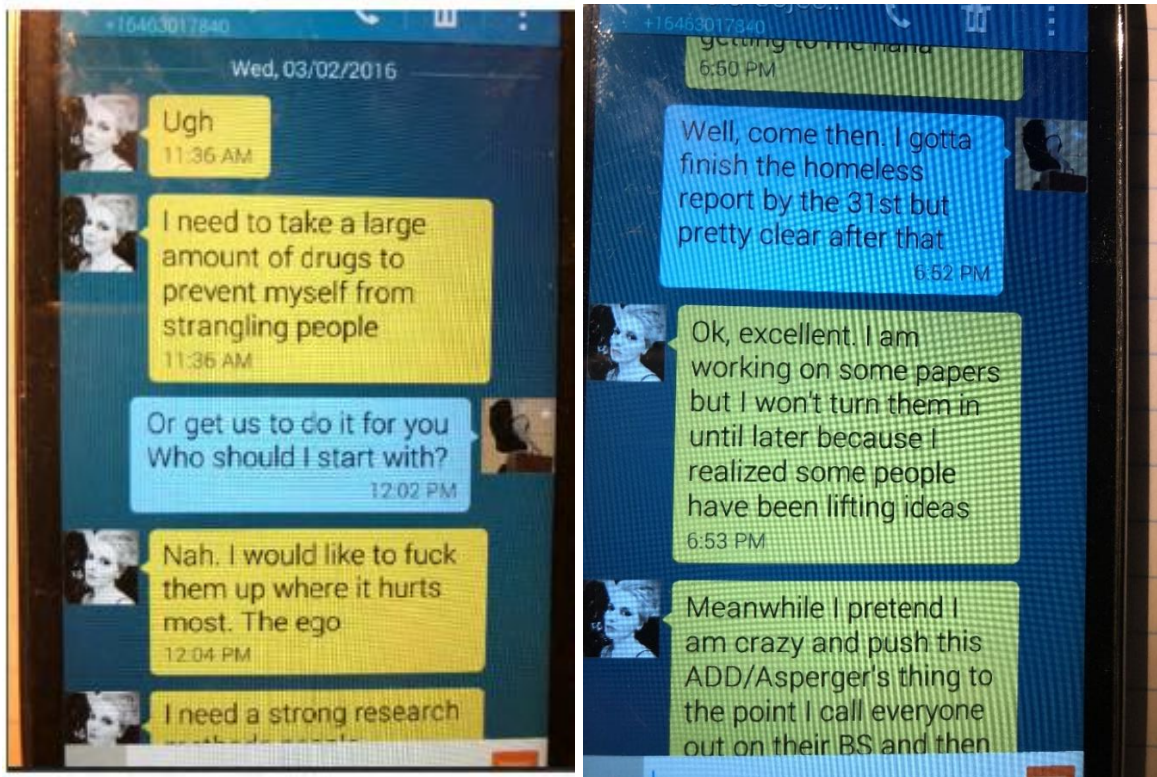 +16463017840
Wed, 03/02/2016
Ugh
11:36 AM
I need to take a large
amount of drugs to
prevent myself from
strangling people
11:36 AM
Or get us to do it for you
Who should I start with?
12:02 PM
Nah. I would like to fuck
them up where it hurts
most. The ego
12:04 PM
I need a strong research
+16463017840
getting to me haha
6:50 PM
Well, come then. I gotta
finish the homeless
report by the 31st but
pretty clear after that
6:52 PM
Ok, excellent. I am
working on some papers
but I won't turn them in
until later because I
realized some people
have been lifting ideas
6:53 PM
Meanwhile I pretend I
am crazy and push this
ADD/Asperger's thing to
the point I call everyone
out on their BS and then